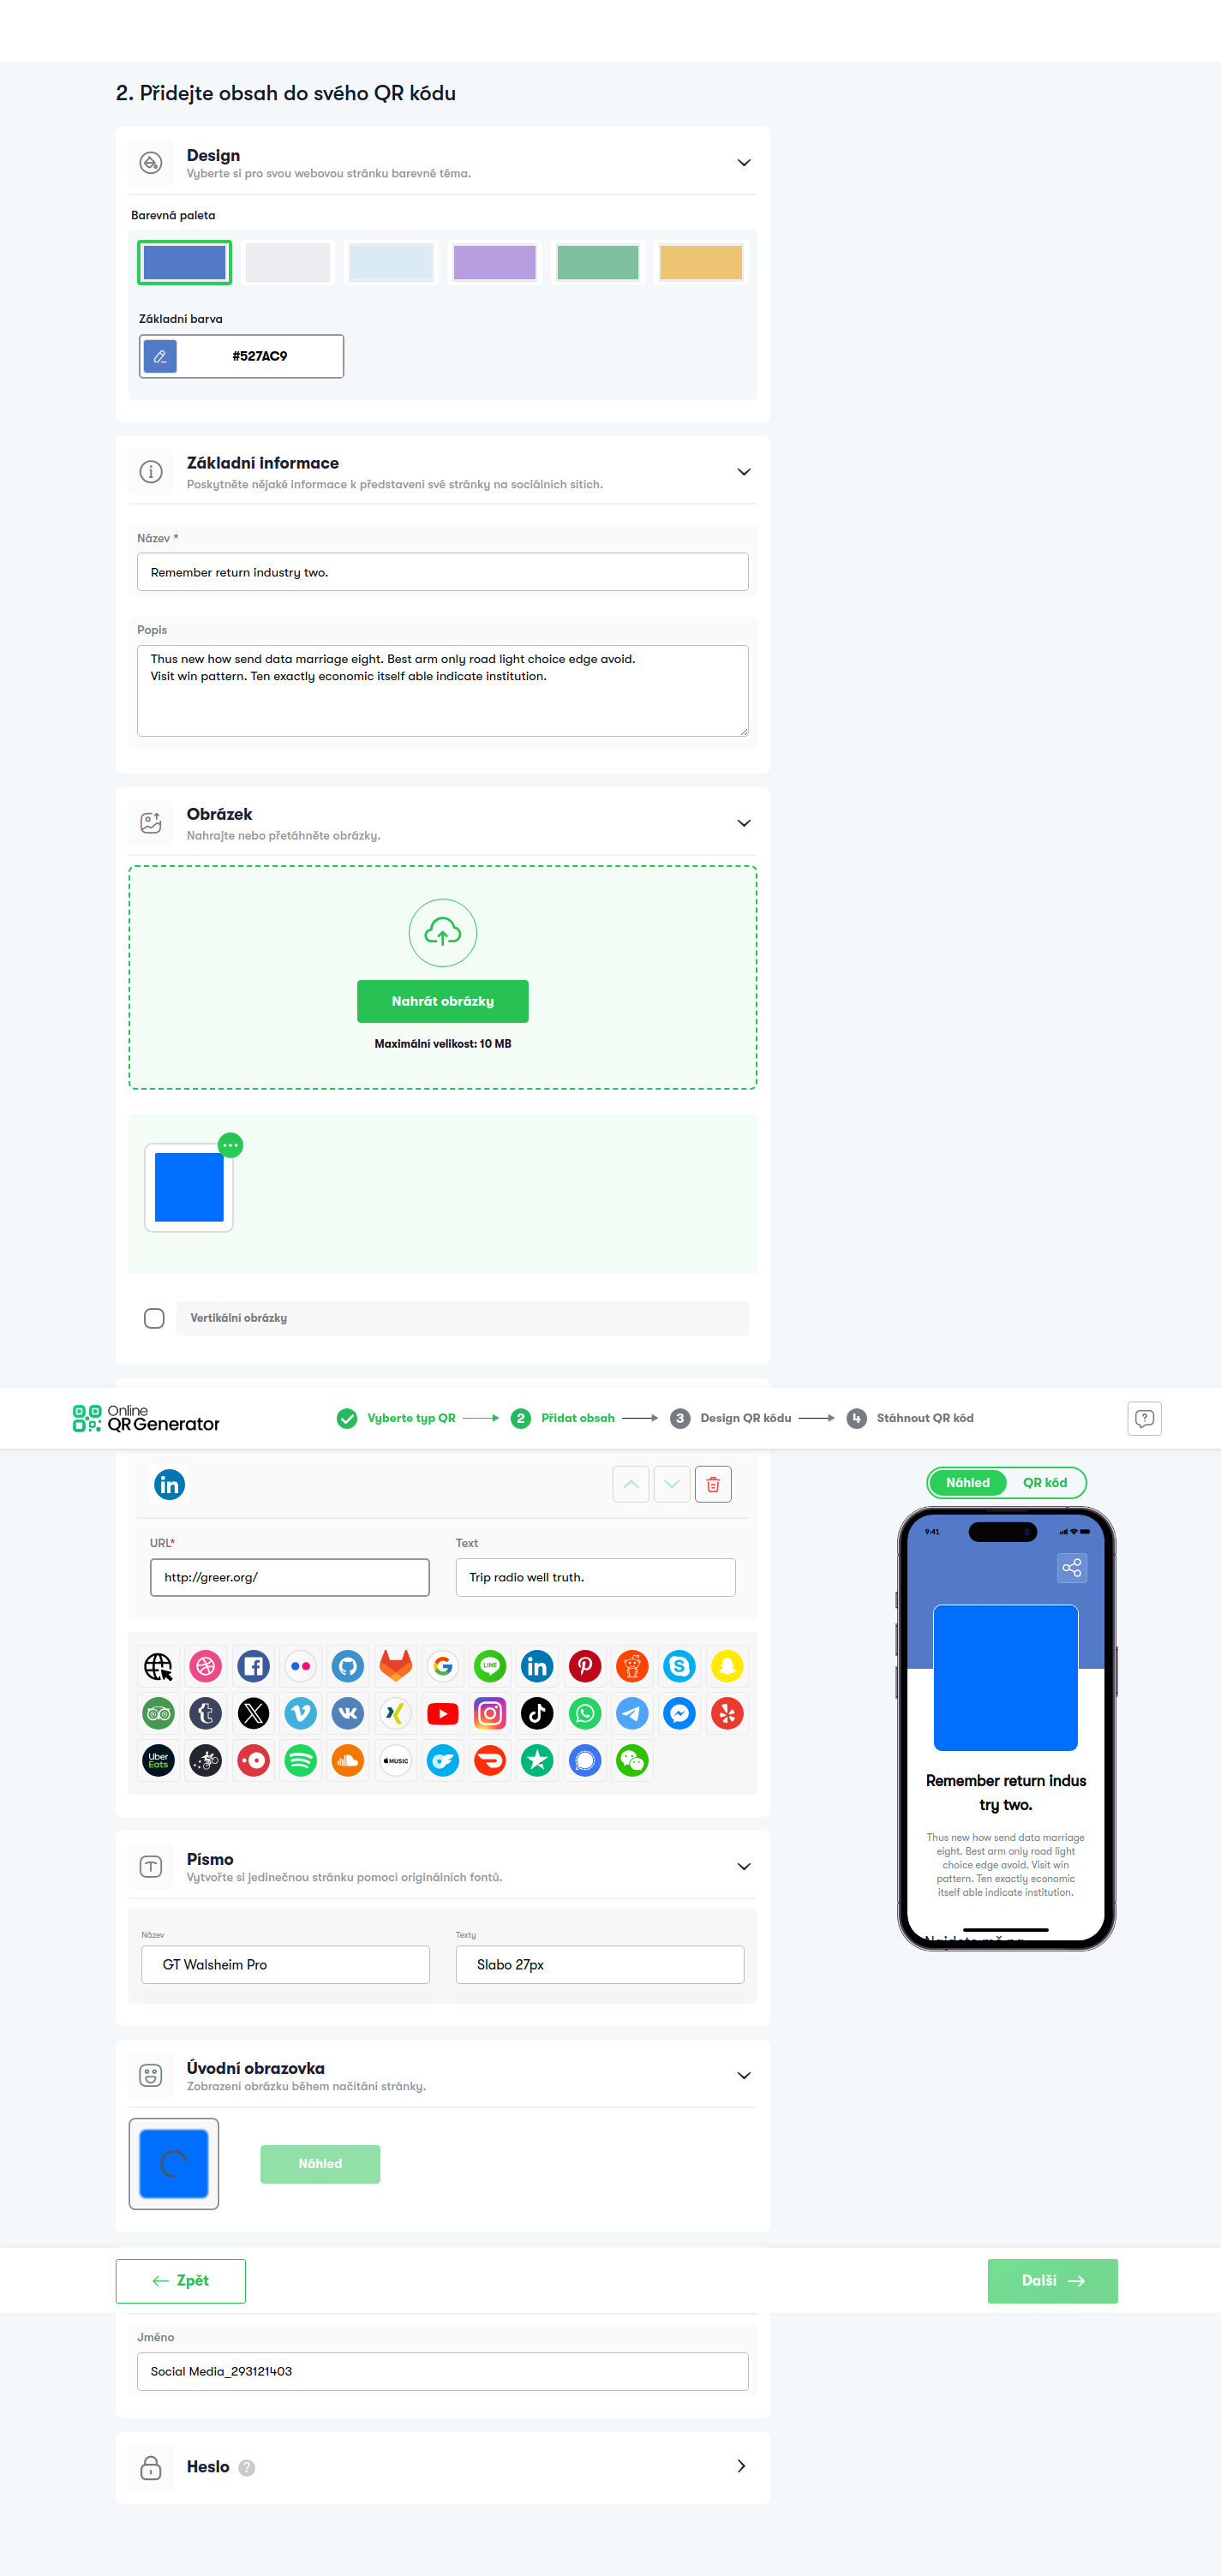 2. Přidejte obsah do svého QR kódu
Design
Vyberte si pro svou webovou stránku barevné téma.
Barevná paleta
Základní barva
#527AC9
Základní informace
Poskytněte nějaké informace k představení své stránky na sociálních sítích.
Název *
Remember return industry two.
Popis
Thus new how send data marriage eight. Best arm only road light choice edge avoid.
Visit win pattern. Ten exactly economic itself able indicate institution.
Obrázek
Nahrajte nebo přetáhněte obrázky.
Nahrát obrázky
Maximální velikost: 10 MB
Vertikální obrázky
Online
QR Generator
Vyberte typ QR
2 Přidat obsah
3 Design QR kódu
4 Stáhnout QR kód
Náhled
QR kód
9:41
URL*
Text
http://greer.org/
Trip radio well truth.
LINE
Uber
Eats
MUSIC
Remember return indus
try two.
Thus new how send data marriage
eight. Best arm only road light
choice edge avoid. Visit win
pattern. Ten exactly economic
itself able indicate institution.
Najdete mě na
Písmo
Vytvořte si jedinečnou stránku pomocí originálních fontů.
Název
Texty
GT Walsheim Pro
Slabo 27px
Úvodní obrazovka
Zobrazení obrázku během načítání stránky.
Náhled
Zpět
Další
Jméno
Social Media_293121403
Heslo ?